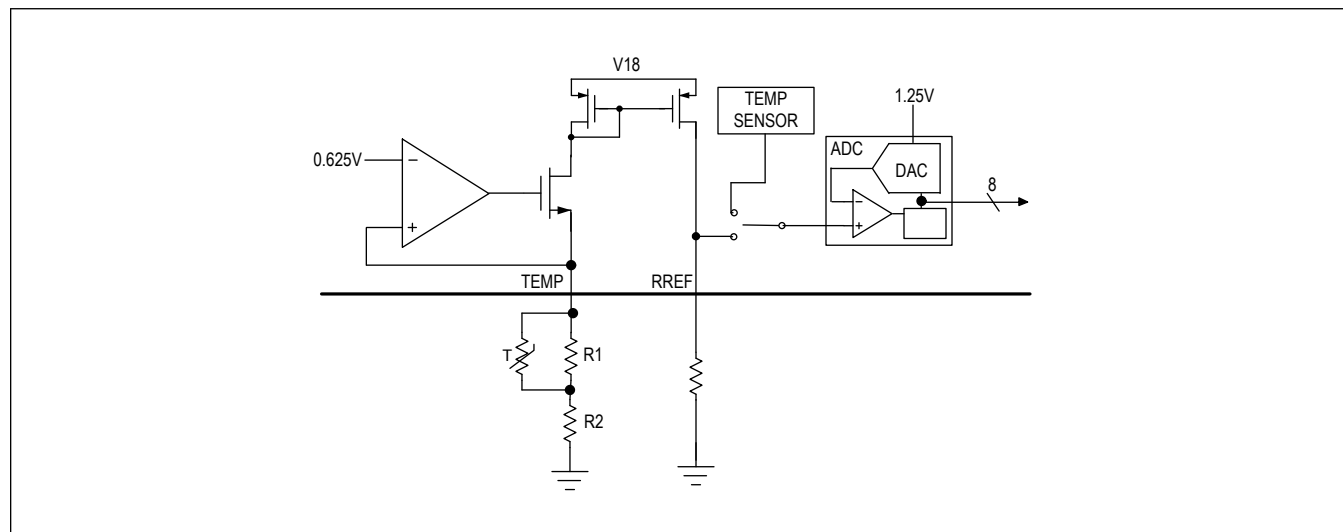 V18
TEMP
SENSOR
1.25V
ADC
DAC
8
0.625V
−
+
−
+
TEMP
RREF
T
R1
R2